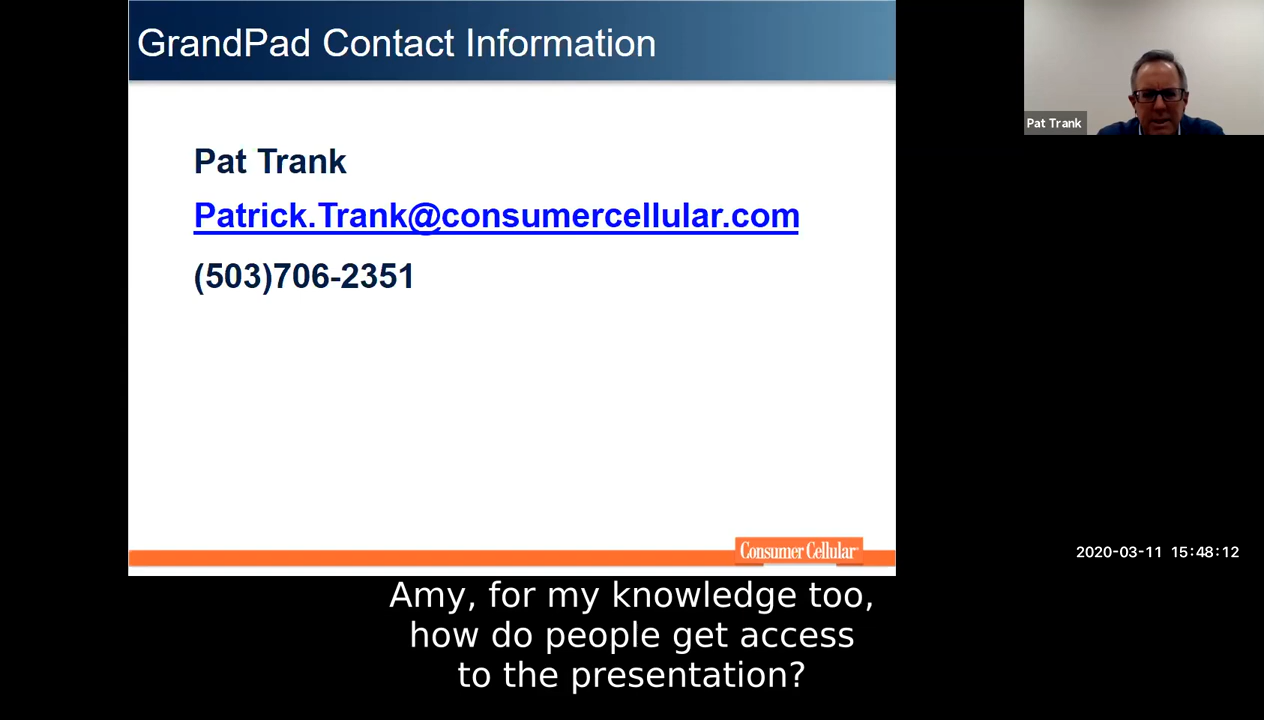 GrandPad Contact Information
Pat Trank
Pat Trank
Patrick.Trank@consumercellular.com
(503)706-2351
Consumer Cellular
2020-03-11 15:48:12
Amy, for my knowledge too,
how do people get access
to the presentation?